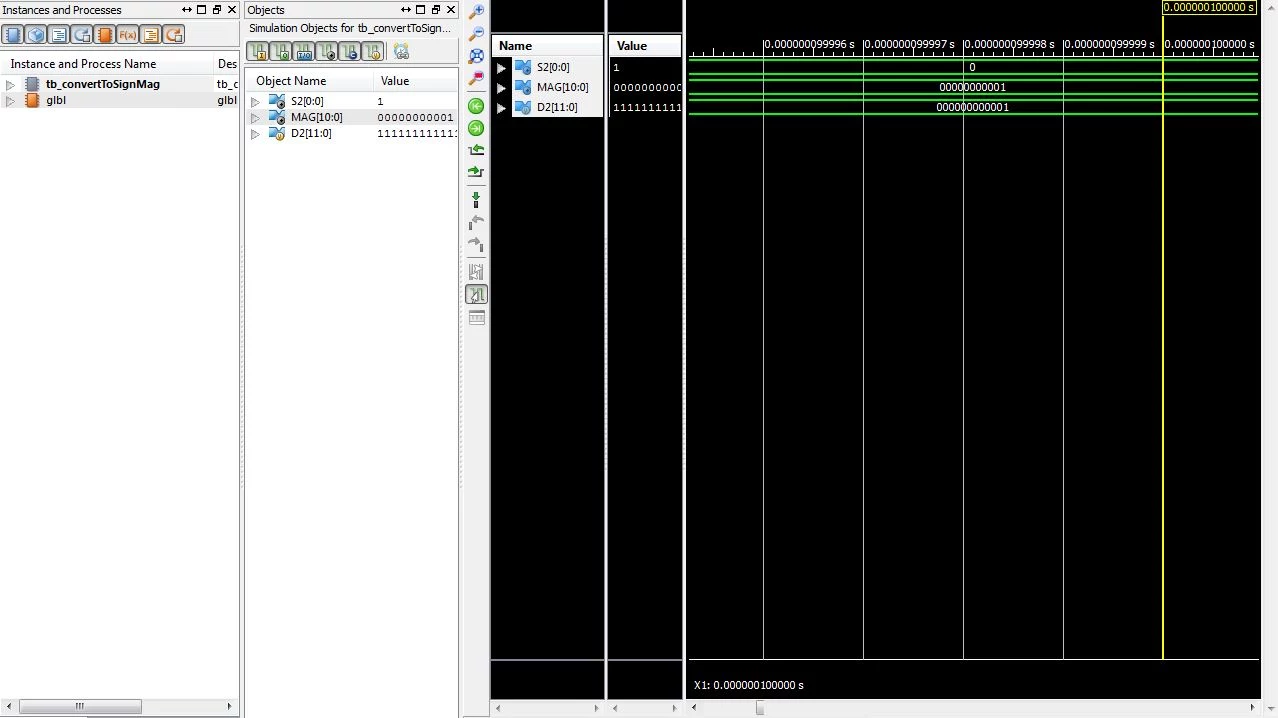 Instances and Processes
Instance and Process Name Des
tb_convertToSignMag tb_c
glbl glbl
Objects
Simulation Objects for tb_convertToSign...
Object Name Value
S2[0:0] 1
MAG[10:0] 00000000001
D2[11:0] 111111111111
Name Value
S2[0:0] 1
MAG[10:0] 0000000000
D2[11:0] 1111111111
0.000000100000 s
0.000000099996 s 0.000000099997 s 0.000000099998 s 0.000000099999 s 0.000000100000 s
0
00000000001
000000000001
X1: 0.000000100000 s